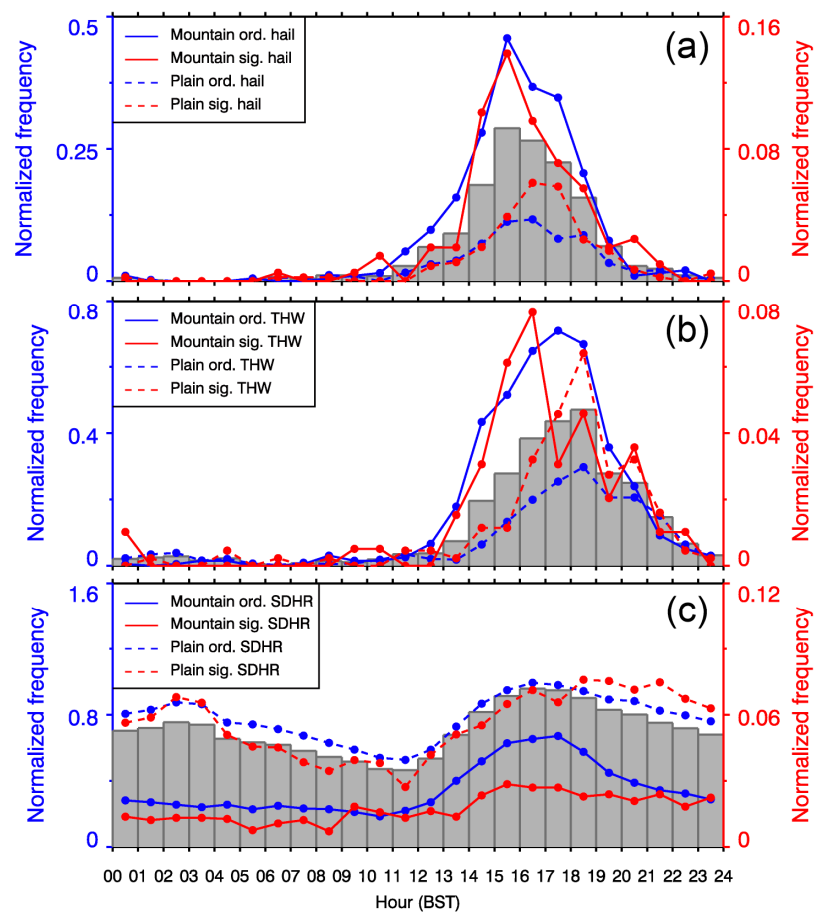 (a)
Normalized frequency
0.5
0.25
0
Mountain ord. hail
Mountain sig. hail
Plain ord. hail
Plain sig. hail
0.16
0.08
0
Normalized frequency
(b)
Normalized frequency
0.8
0.4
0
Mountain ord. THW
Mountain sig. THW
Plain ord. THW
Plain sig. THW
0.08
0.04
0
Normalized frequency
(c)
Normalized frequency
1.6
0.8
0
Mountain ord. SDHR
Mountain sig. SDHR
Plain ord. SDHR
Plain sig. SDHR
0.12
0.06
0
Normalized frequency
00 01 02 03 04 05 06 07 08 09 10 11 12 13 14 15 16 17 18 19 20 21 22 23 24
Hour (BST)